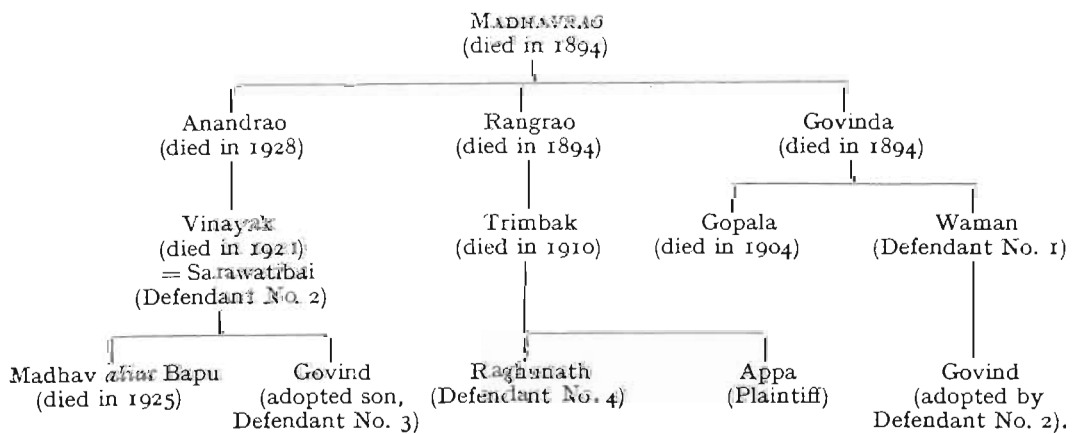 MADHAVRAO
(died in 1894)
Anandrao
(died in 1928)
Rangrao
(died in 1894)
Govinda
(died in 1894)
Vinayak
(died in 1921)
= Sarawatibai
(Defendant No. 2)
Trimbak
(died in 1910)
Gopala
(died in 1904)
Waman
(Defendant No. 1)
Madhav alias Bapu
(died in 1925)
Govind
(adopted son,
Defendant No. 3)
Raghunath
(Defendant No. 4)
Appa
(Plaintiff)
Govind
(adopted by
Defendant No. 2).